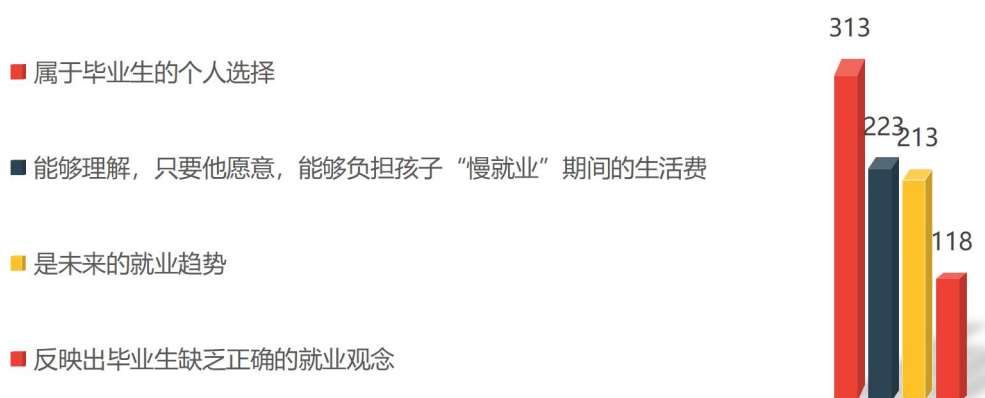 313
属于毕业生的个人选择
223
213
能够理解，只要他愿意，能够负担孩子“慢就业”期间的生活费
118
是未来的就业趋势
反映出毕业生缺乏正确的就业观念